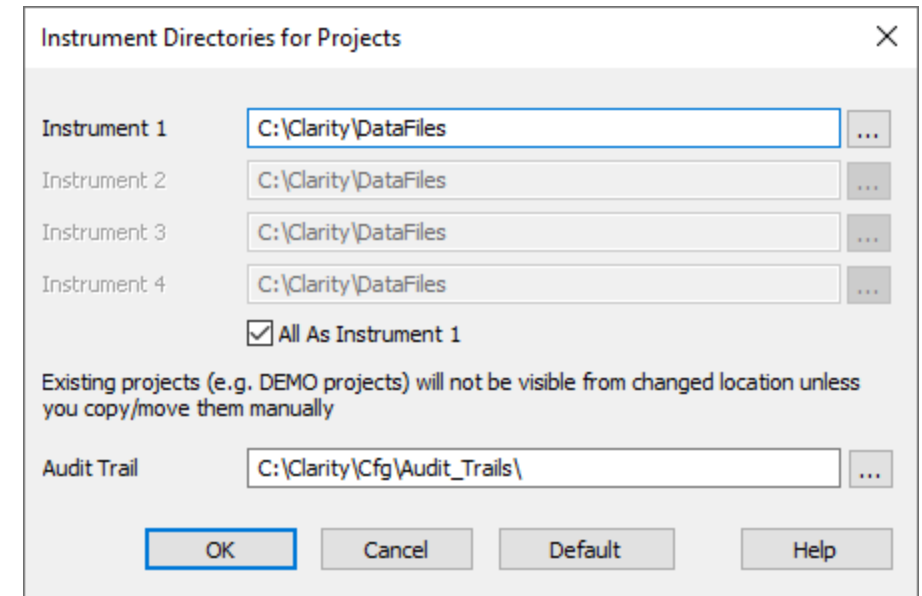 Instrument Directories for Projects
Instrument 1 C:\Clarity\DataFiles ...
Instrument 2 C:\Clarity\DataFiles ...
Instrument 3 C:\Clarity\DataFiles ...
Instrument 4 C:\Clarity\DataFiles ...
All As Instrument 1
Existing projects (e.g. DEMO projects) will not be visible from changed location unless
you copy/move them manually
Audit Trail C:\Clarity\Cfg\Audit_Trails\ ...
OK Cancel Default Help